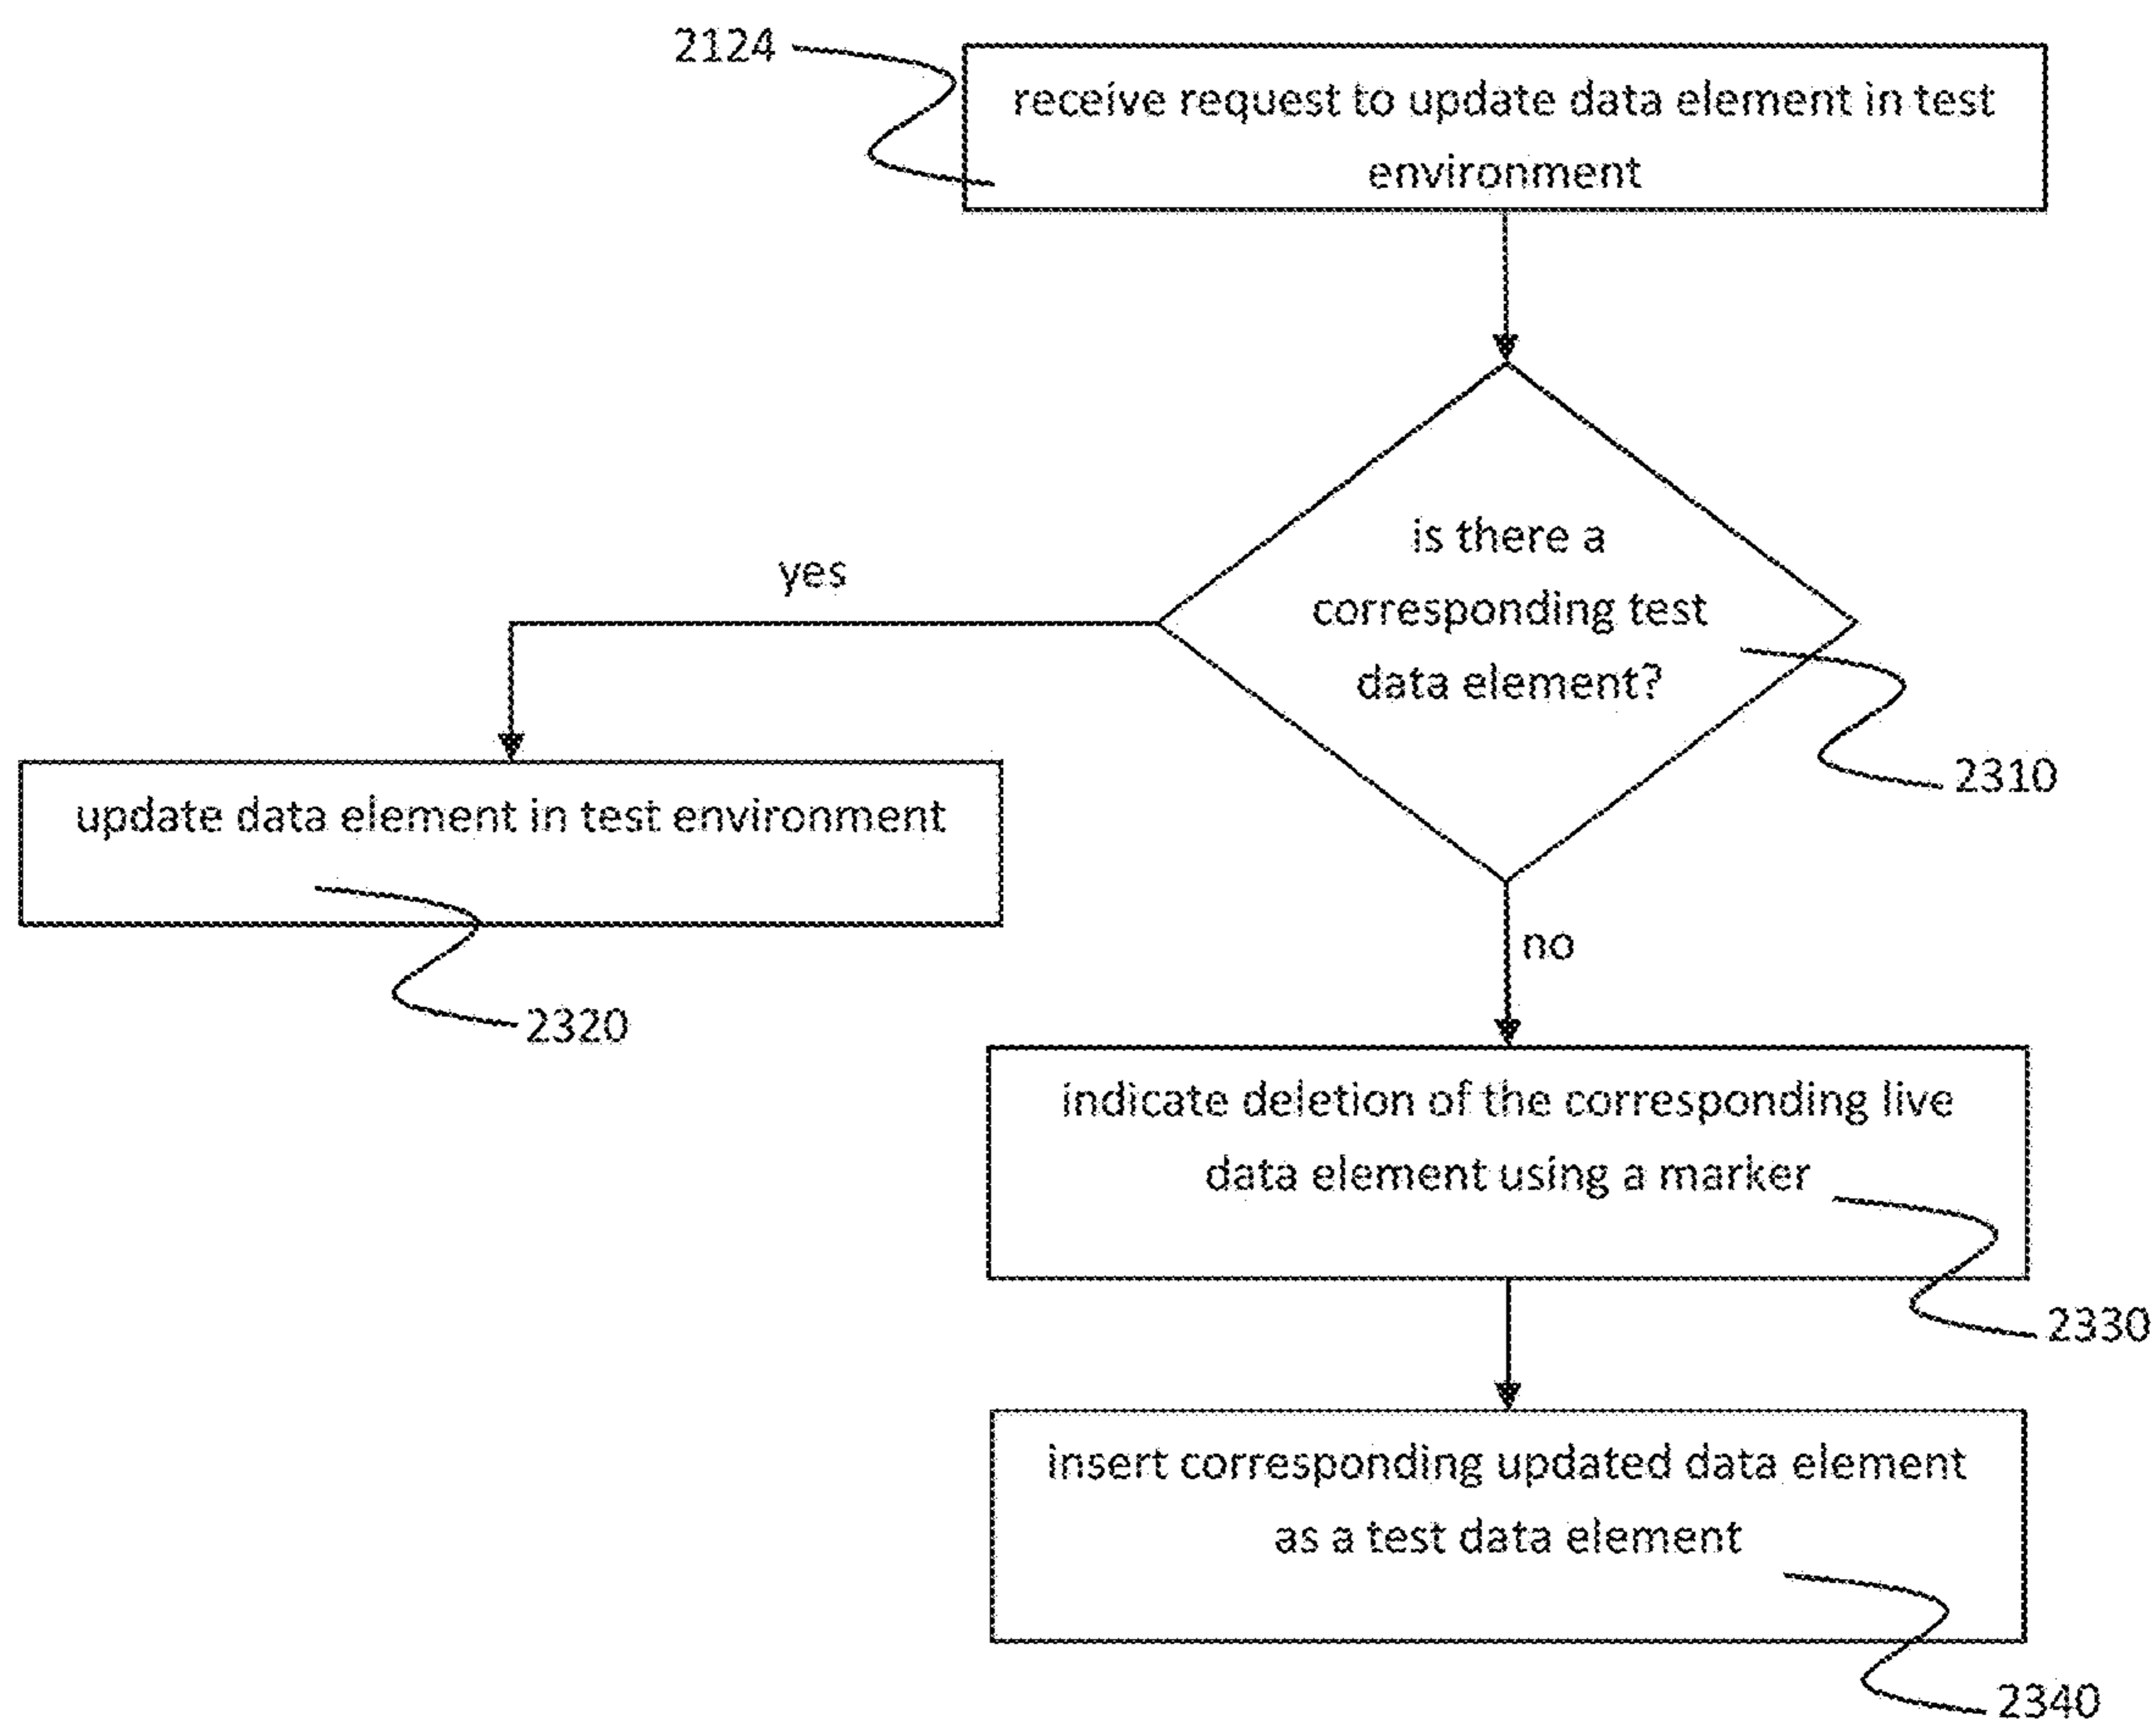 2124
receive request to update data element in test
environment
is there a
corresponding test
data element?
yes
2310
update data element in test environment
no
2320
indicate deletion of the corresponding live
data element using a marker
2330
insert corresponding updated data element
as a test data element
2340